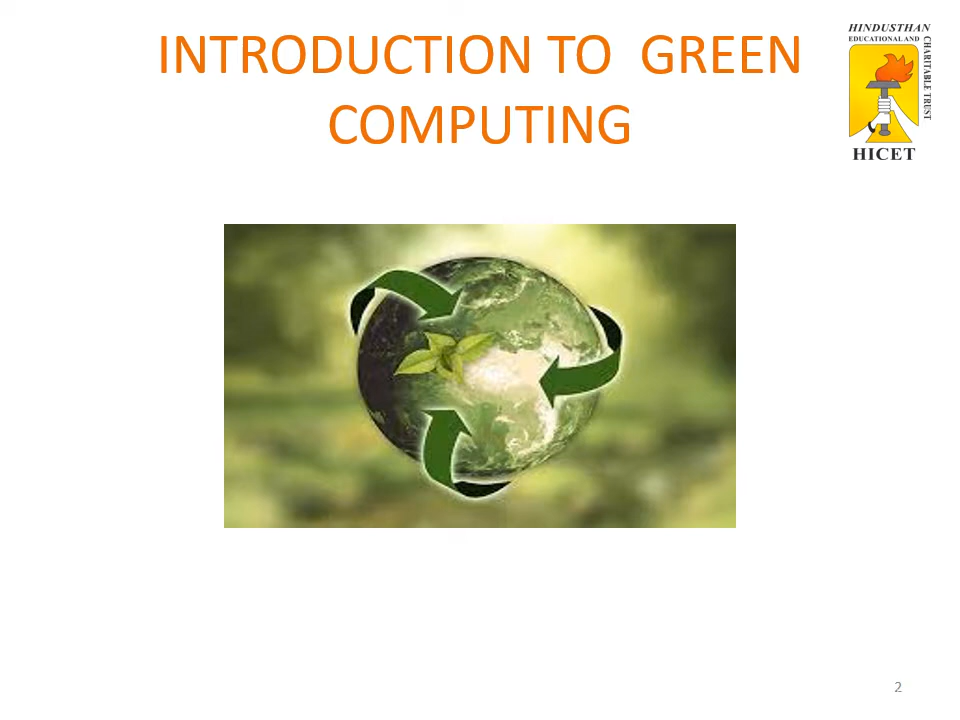 INTRODUCTION TO  GREEN
COMPUTING
HINDUSTHAN
EDUCATIONAL AND
CHARITABLE TRUST
HICET
2